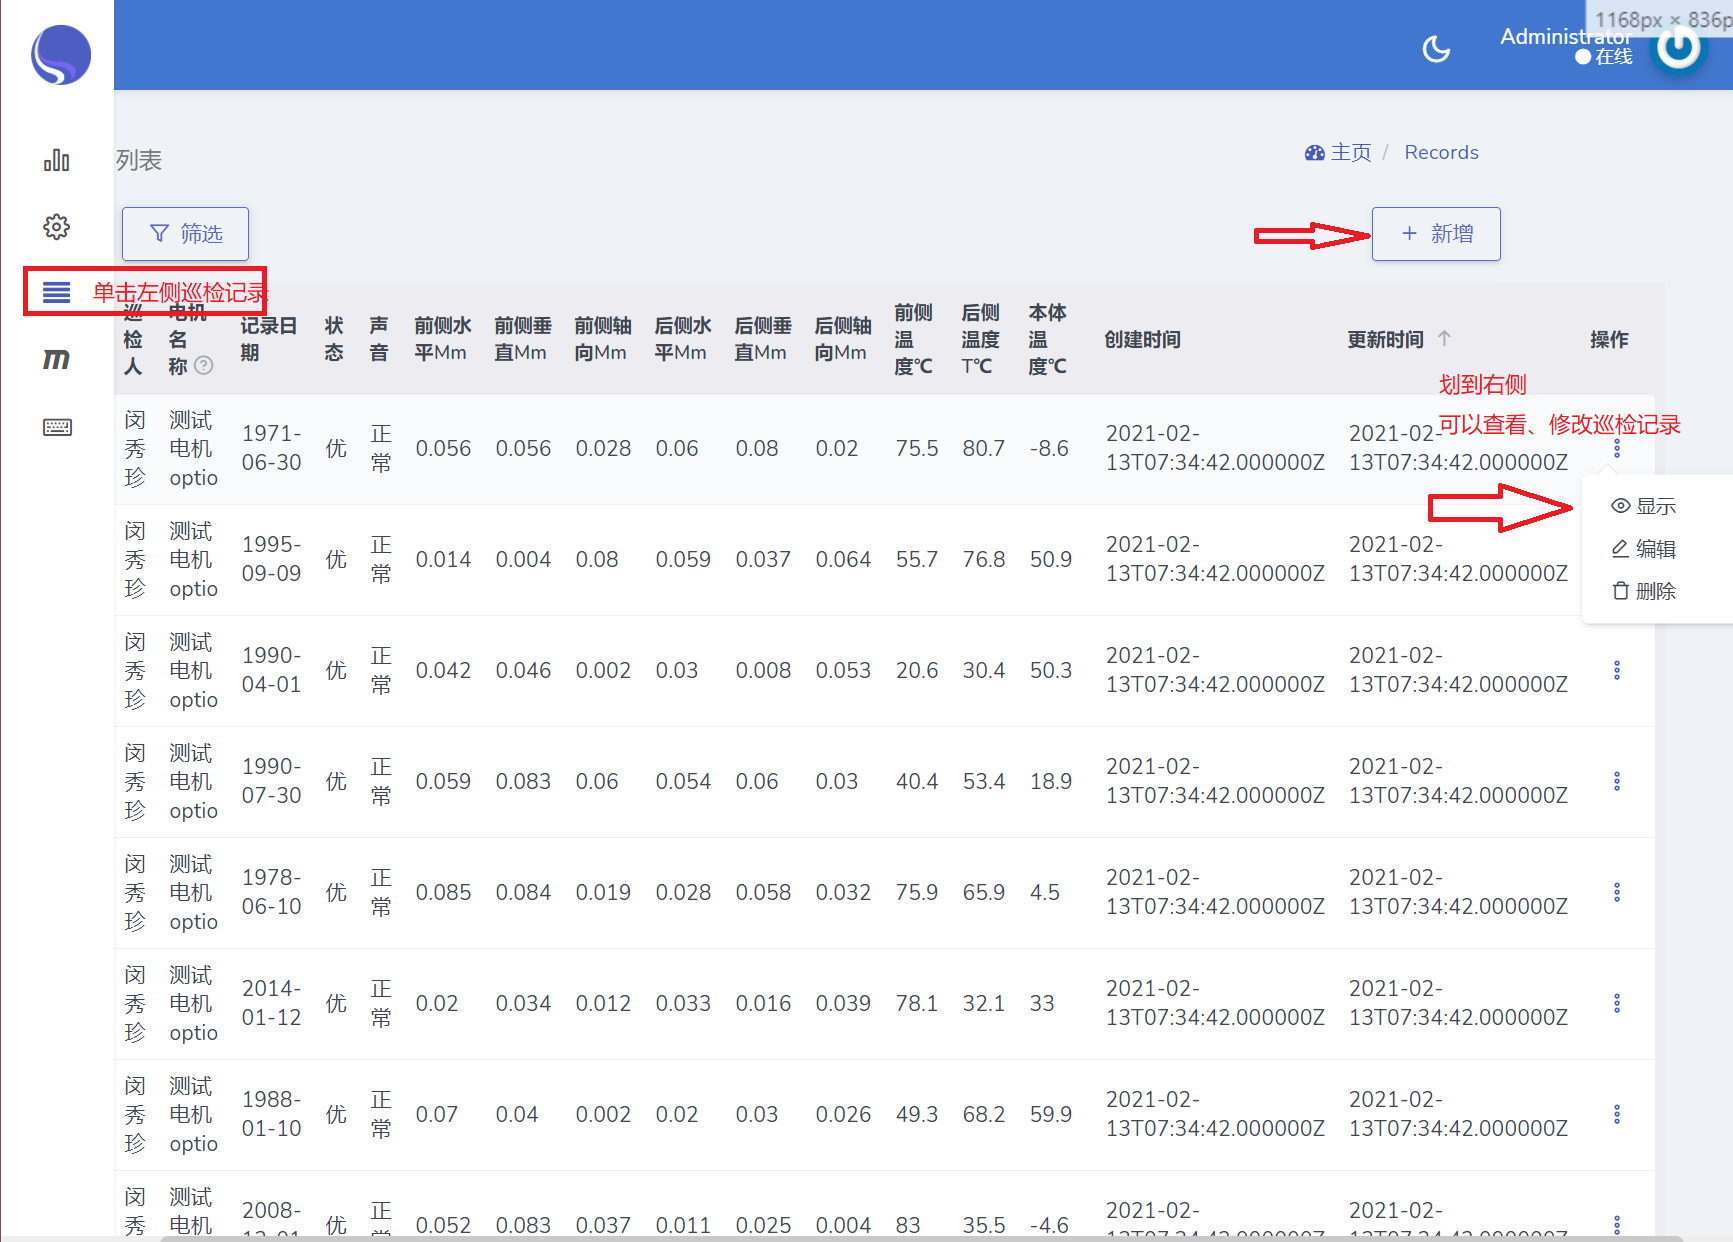 1168px × 836p
Administrator
在线
列表
主页 / Records
筛选
+ 新增
单击左侧巡检记录
巡检人 电机名称 记录日期 状态 声音 前侧水平Mm 前侧垂直Mm 前侧轴向Mm 后侧水平Mm 后侧垂直Mm 后侧轴向Mm 前侧温度℃ 后侧温度T℃ 本体温度℃ 创建时间 更新时间 操作
划到右侧
可以查看、修改巡检记录
闵秀珍 测试电机optio 1971-06-30 优 正常 0.056 0.056 0.028 0.06 0.08 0.02 75.5 80.7 -8.6 2021-02-13T07:34:42.000000Z 2021-02-13T07:34:42.000000Z
显示
编辑
删除
闵秀珍 测试电机optio 1995-09-09 优 正常 0.014 0.004 0.08 0.059 0.037 0.064 55.7 76.8 50.9 2021-02-13T07:34:42.000000Z 2021-02-13T07:34:42.000000Z
闵秀珍 测试电机optio 1990-04-01 优 正常 0.042 0.046 0.002 0.03 0.008 0.053 20.6 30.4 50.3 2021-02-13T07:34:42.000000Z 2021-02-13T07:34:42.000000Z
闵秀珍 测试电机optio 1990-07-30 优 正常 0.059 0.083 0.06 0.054 0.06 0.03 40.4 53.4 18.9 2021-02-13T07:34:42.000000Z 2021-02-13T07:34:42.000000Z
闵秀珍 测试电机optio 1978-06-10 优 正常 0.085 0.084 0.019 0.028 0.058 0.032 75.9 65.9 4.5 2021-02-13T07:34:42.000000Z 2021-02-13T07:34:42.000000Z
闵秀珍 测试电机optio 2014-01-12 优 正常 0.02 0.034 0.012 0.033 0.016 0.039 78.1 32.1 33 2021-02-13T07:34:42.000000Z 2021-02-13T07:34:42.000000Z
闵秀珍 测试电机optio 1988-01-10 优 正常 0.07 0.04 0.002 0.02 0.03 0.026 49.3 68.2 59.9 2021-02-13T07:34:42.000000Z 2021-02-13T07:34:42.000000Z
闵秀 测试电机 2008- 优 正 0.052 0.083 0.037 0.011 0.025 0.004 83 35.5 -4.6 2021-02- 2021-02-